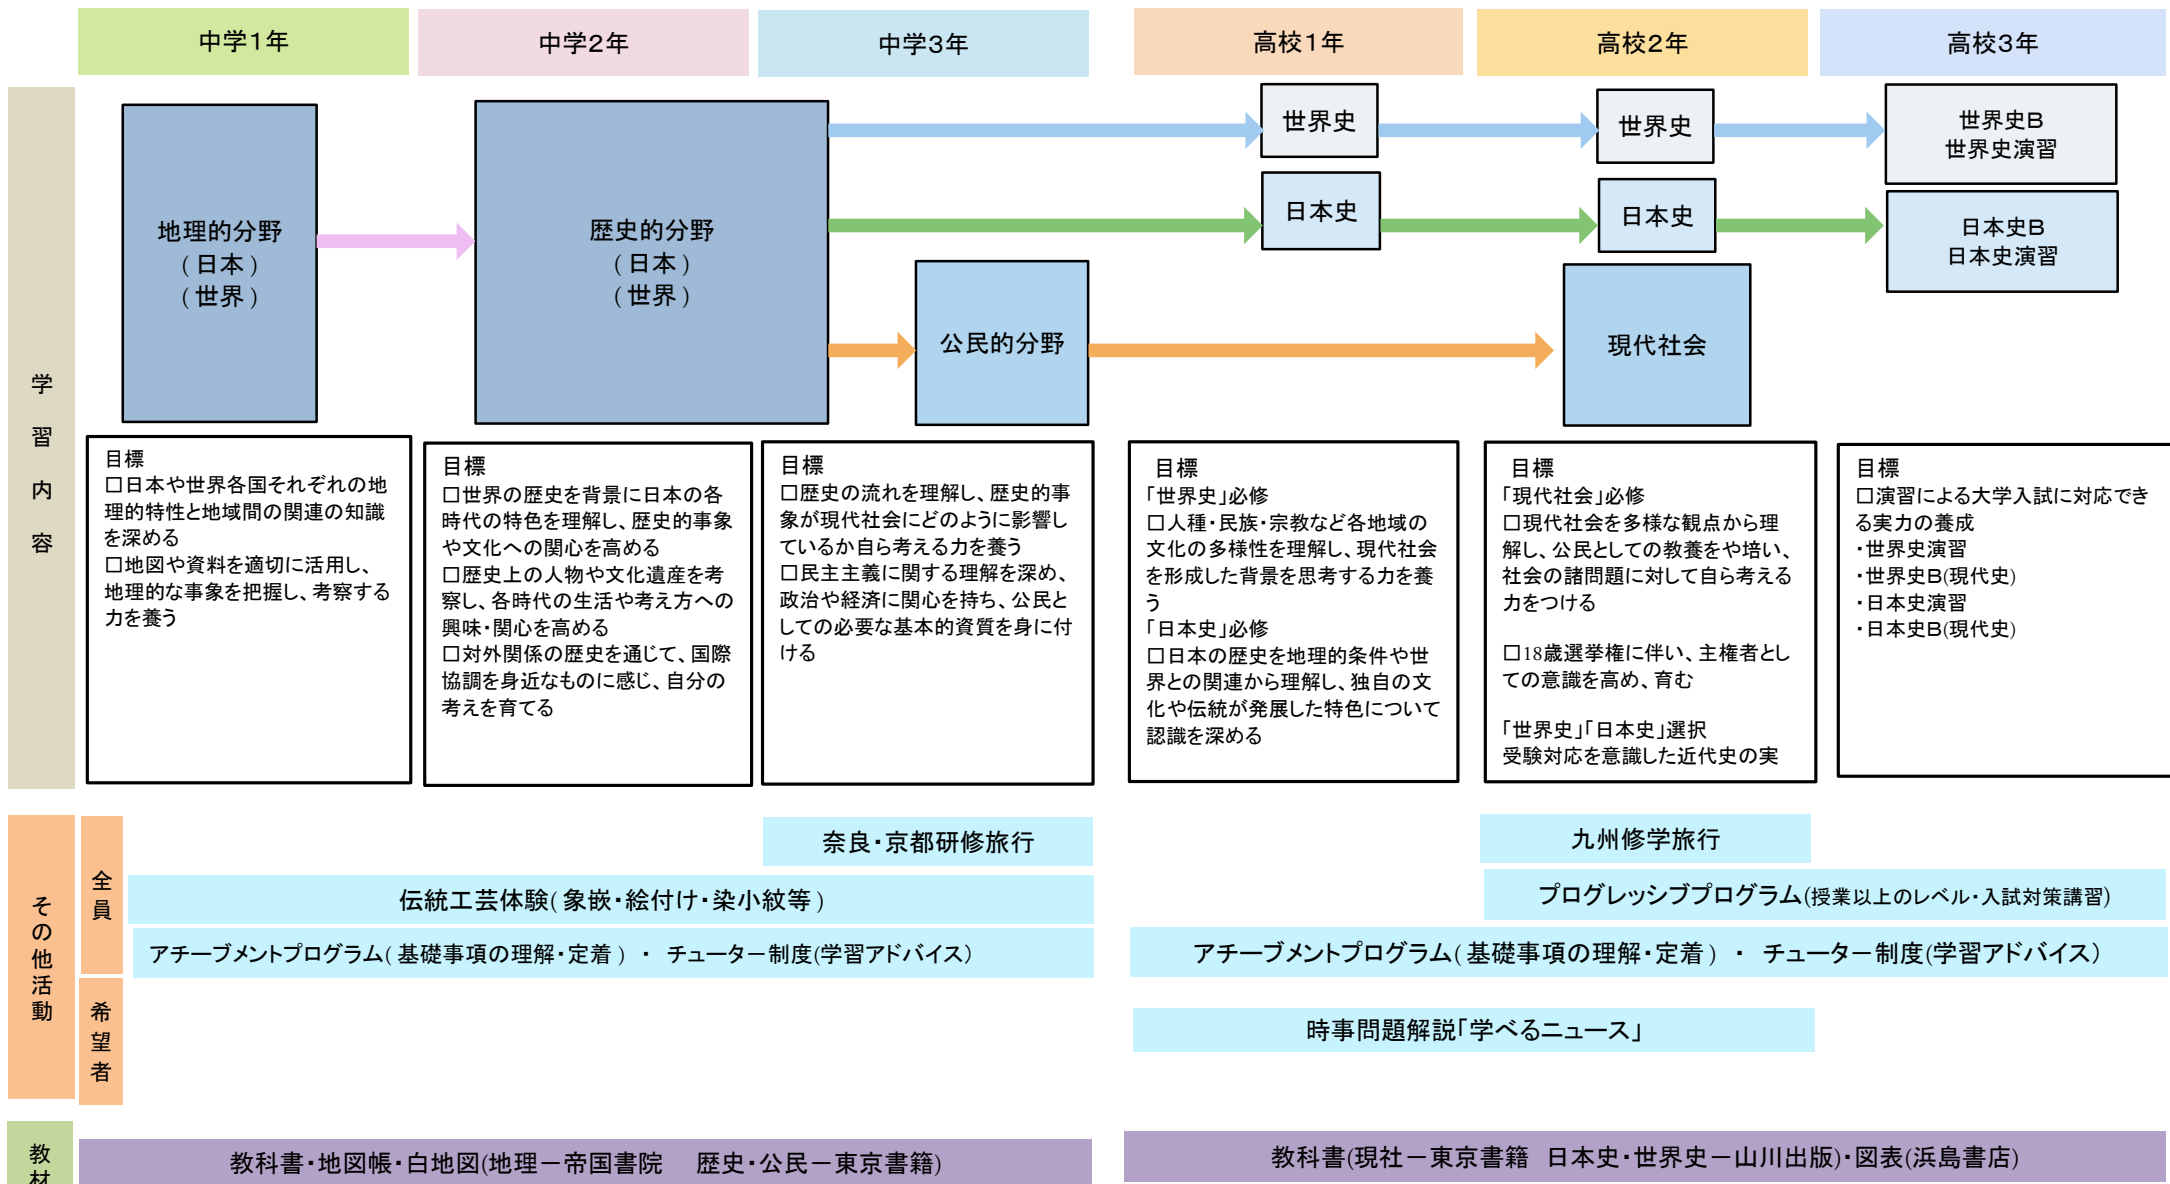 中学1年
中学2年
中学3年
高校1年
高校2年
高校3年
学
習
内
容
地理的分野
(日本)
(世界)
歴史的分野
(日本)
(世界)
公民的分野
世界史
日本史
世界史
日本史
現代社会
世界史B
世界史演習
日本史B
日本史演習
目標
□日本や世界各国それぞれの地
理的特性と地域間の関連の知識
を深める
□地図や資料を適切に活用し、
地理的な事象を把握し、考察する
力を養う
目標
□世界の歴史を背景に日本の各
時代の特色を理解し、歴史的事象
や文化への関心を高める
□歴史上の人物や文化遺産を考
察し、各時代の生活や考え方への
興味・関心を高める
□対外関係の歴史を通じて、国際
協調を身近なものに感じ、自分の
考えを育てる
目標
□歴史の流れを理解し、歴史的事
象が現代社会にどのように影響し
ているか自ら考える力を養う
□民主主義に関する理解を深め、
政治や経済に関心を持ち、公民と
しての必要な基本的資質を身に付
ける
目標
「世界史」必修
□人種・民族・宗教など各地域の
文化の多様性を理解し、現代社会
を形成した背景を思考する力を養
う
「日本史」必修
□日本の歴史を地理的条件や世
界との関連から理解し、独自の文
化や伝統が発展した特色について
認識を深める
目標
「現代社会」必修
□現代社会を多様な観点から理
解し、公民としての教養をや培い、
社会の諸問題に対して自ら考える
力をつける
□18歳選挙権に伴い、主権者とし
ての意識を高め、育む
「世界史」「日本史」選択
受験対応を意識した近代史の実
目標
□演習による大学入試に対応でき
る実力の養成
・世界史演習
・世界史B(現代史)
・日本史演習
・日本史B(現代史)
その他活動
全員
奈良・京都研修旅行
九州修学旅行
伝統工芸体験(象嵌・絵付け・染小紋等)
プログレッシブプログラム(授業以上のレベル・入試対策講習)
アチーブメントプログラム(基礎事項の理解・定着) ・ チューター制度(学習アドバイス)
アチーブメントプログラム(基礎事項の理解・定着) ・ チューター制度(学習アドバイス)
希望者
時事問題解説「学べるニュース」
教材
教科書・地図帳・白地図(地理－帝国書院 歴史・公民－東京書籍)
教科書(現社－東京書籍 日本史・世界史－山川出版)・図表(浜島書店)